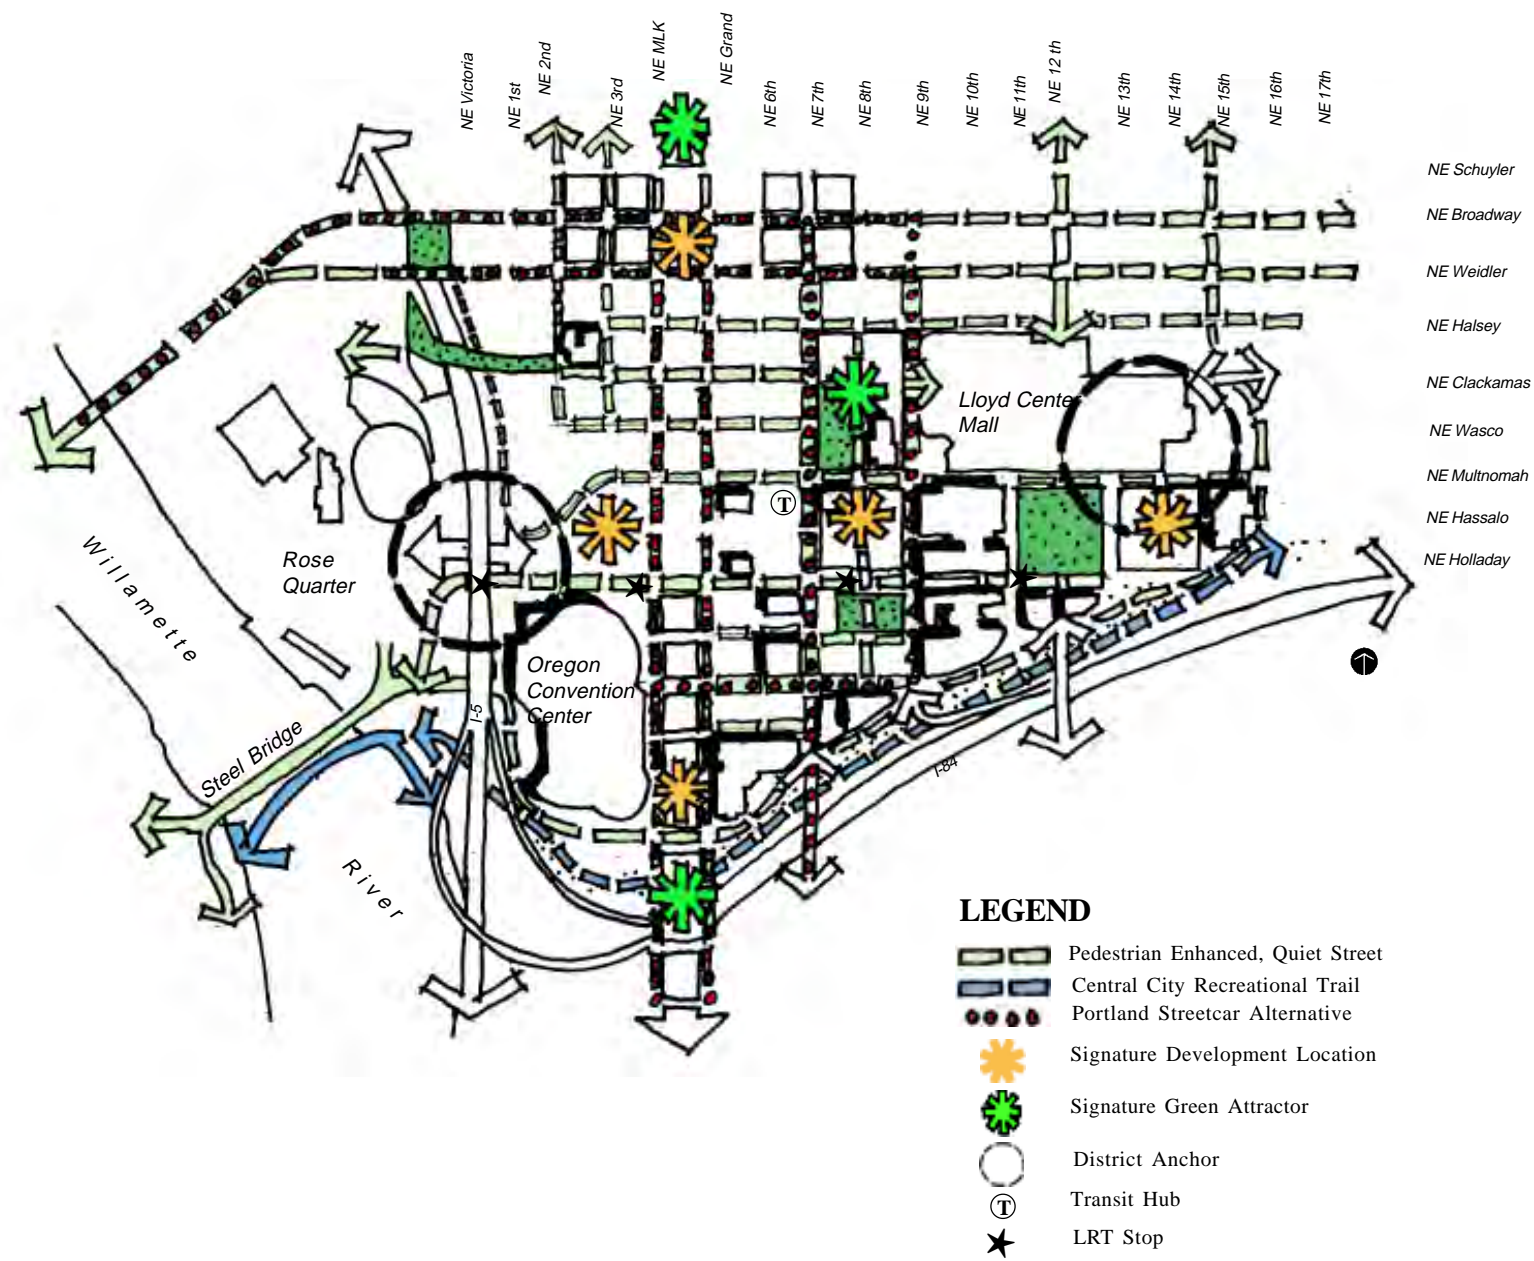 NE Victoria
NE 1st
NE 2nd
NE 3rd
NE MLK
NE Grand
NE 6th
NE 7th
NE 8th
NE 9th
NE 10th
NE 11th
NE 12 th
NE 13th
NE 14th
NE 15th
NE 16th
NE 17th
NE Schuyler
NE Broadway
NE Weidler
NE Halsey
NE Clackamas
NE Wasco
NE Multnomah
NE Hassalo
NE Holladay
Lloyd Center
Mall
T
Rose
Quarter
Willamette
River
Oregon
Convention
Center
Steel Bridge
I-5
I-84
LEGEND
Pedestrian Enhanced, Quiet Street
Central City Recreational Trail
Portland Streetcar Alternative
Signature Development Location
Signature Green Attractor
District Anchor
T Transit Hub
LRT Stop